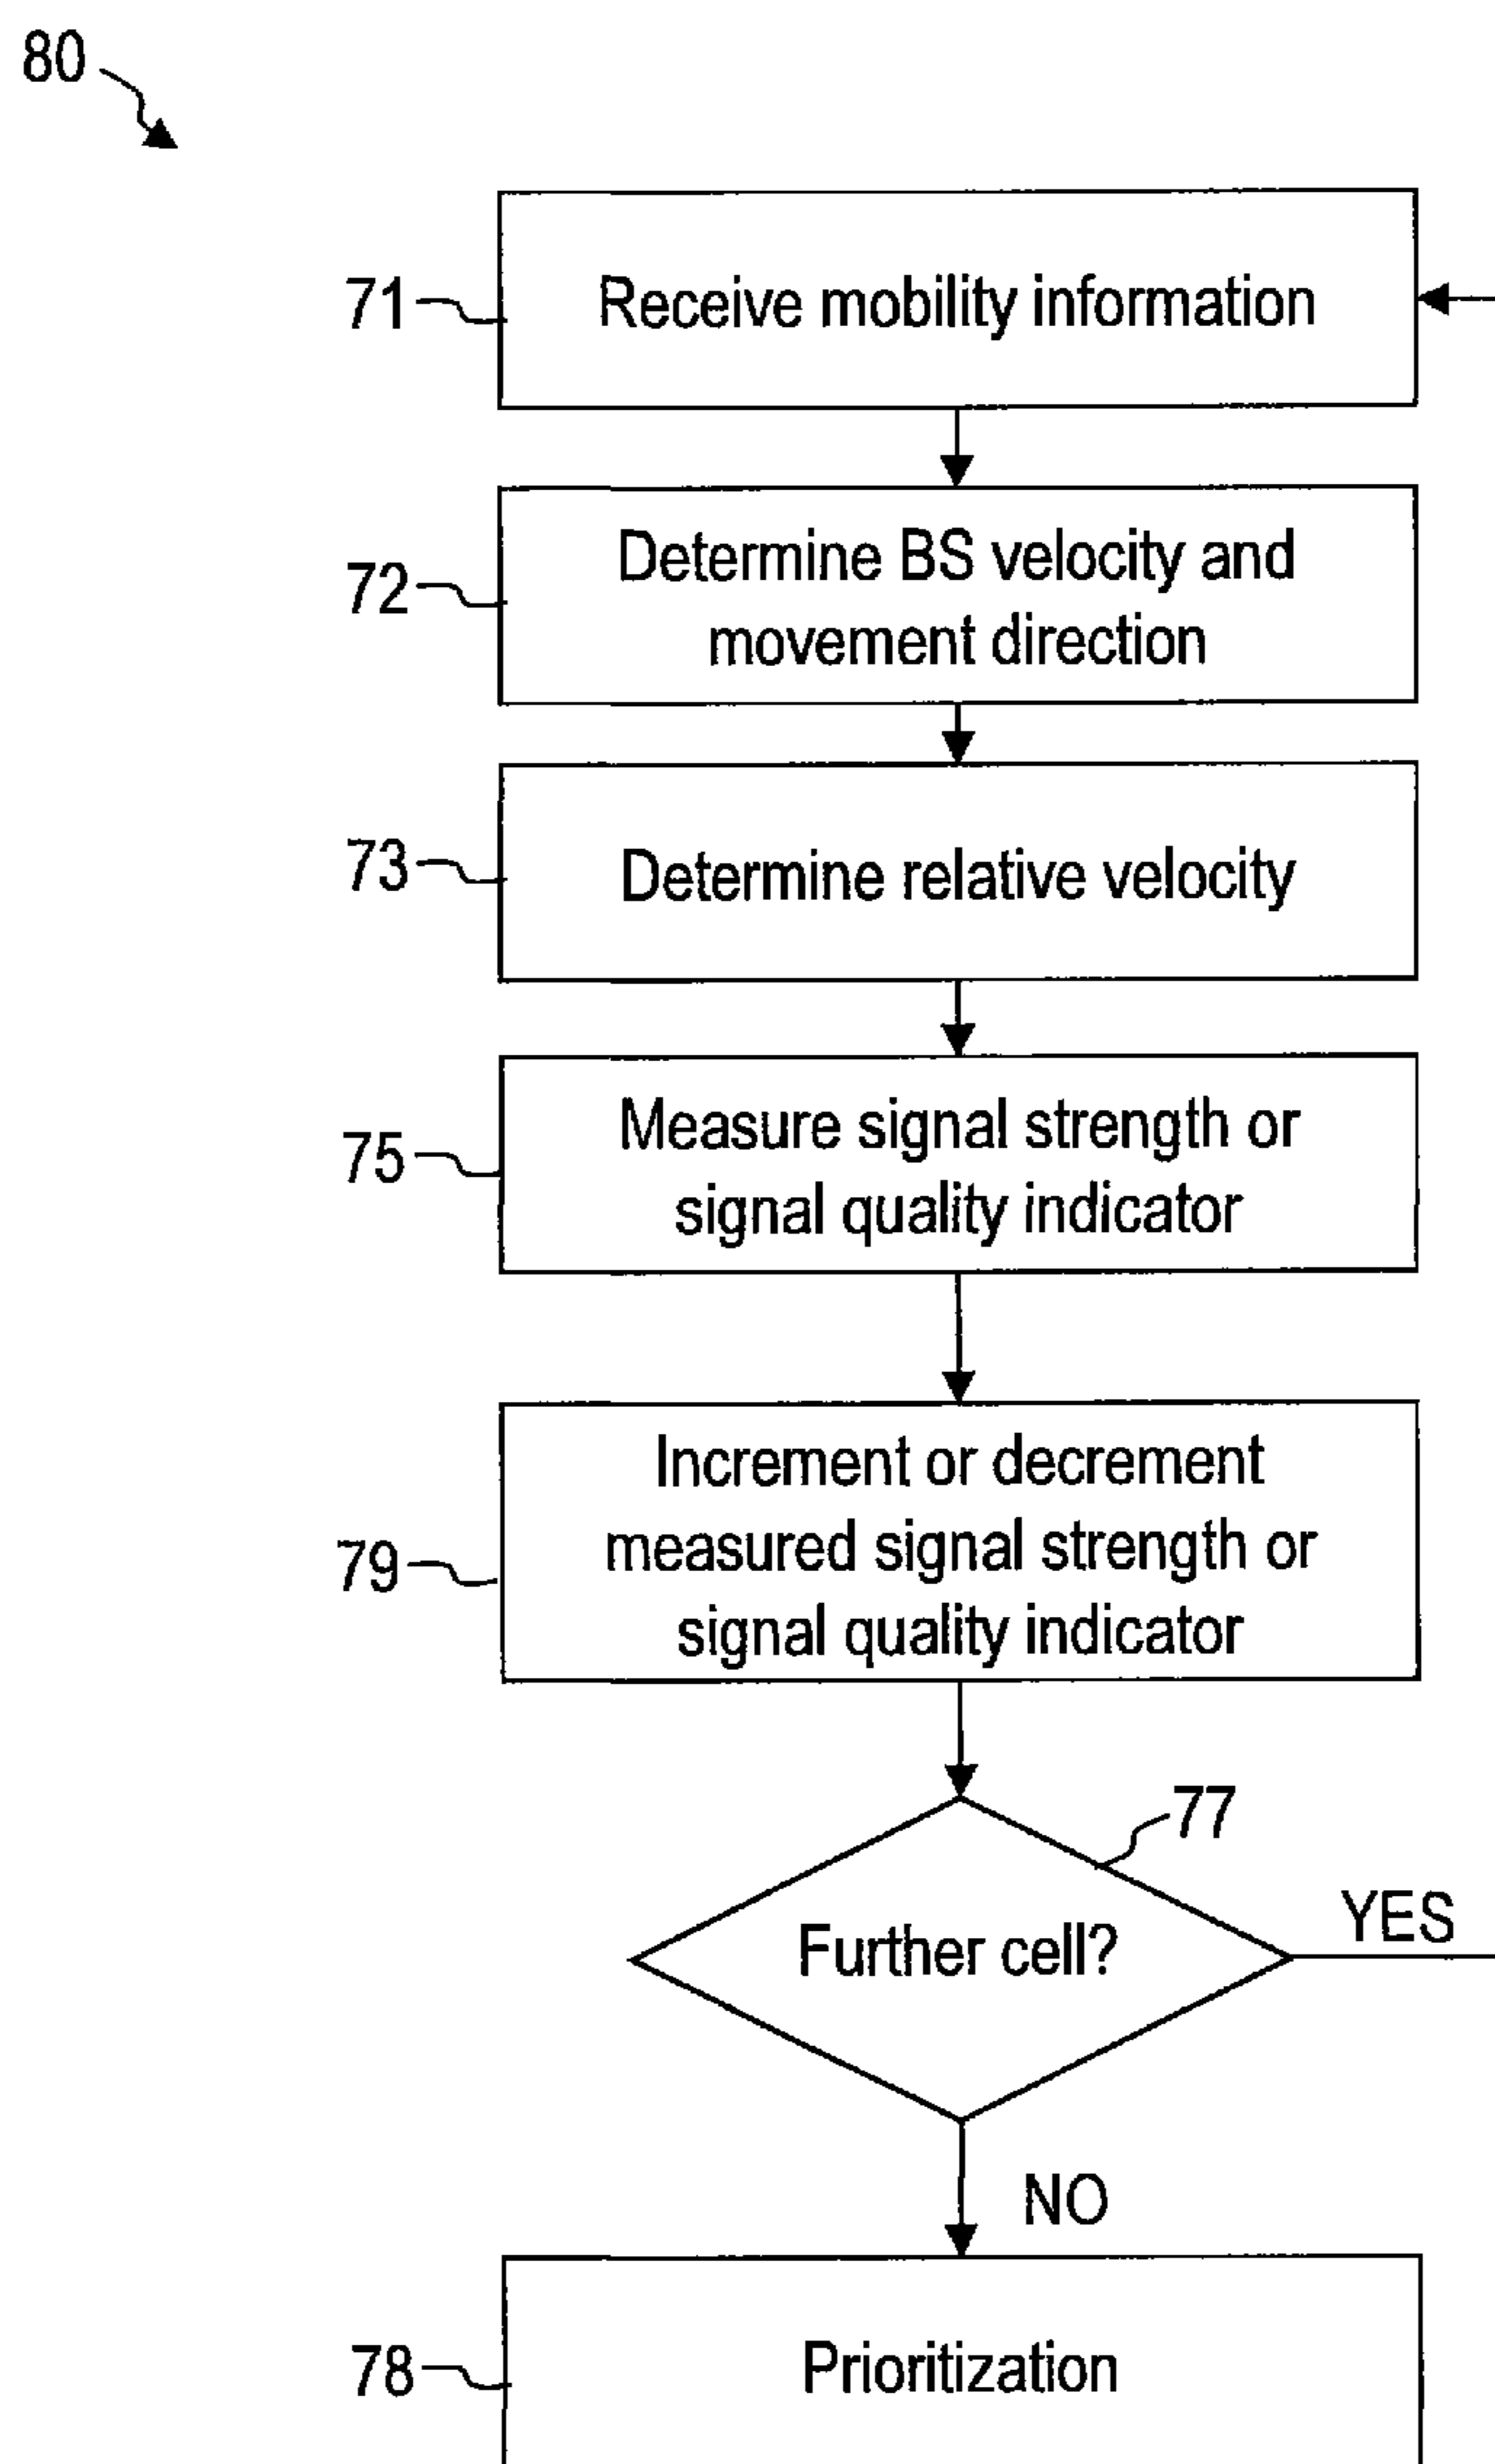 80
71
Receive mobility information
72
Determine BS velocity and
movement direction
73
Determine relative velocity
75
Measure signal strength or
signal quality indicator
79
Increment or decrement
measured signal strength or
signal quality indicator
77
Further cell?
YES
NO
78
Prioritization